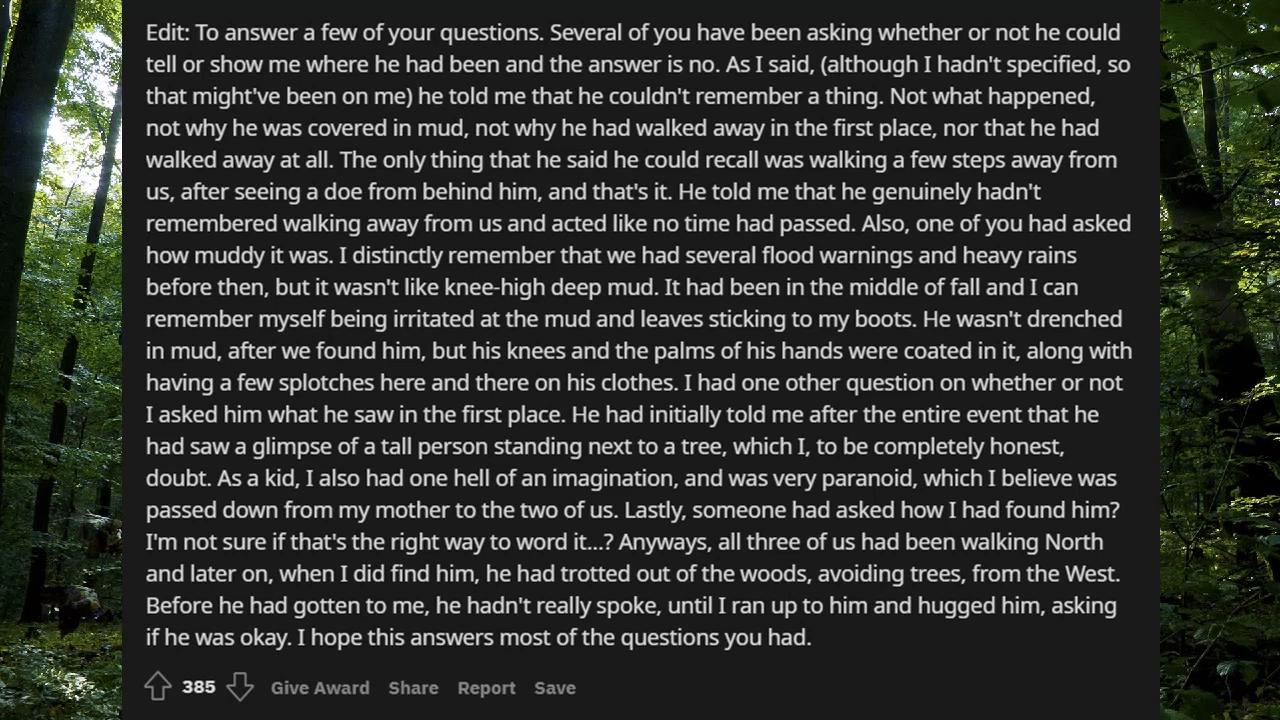 Edit: To answer a few of your questions. Several of you have been asking whether or not he could
tell or show me where he had been and the answer is no. As I said, (although I hadn't specified, so
that might've been on me) he told me that he couldn't remember a thing. Not what happened,
not why he was covered in mud, not why he had walked away in the first place, nor that he had
walked away at all. The only thing that he said he could recall was walking a few steps away from
us, after seeing a doe from behind him, and that's it. He told me that he genuinely hadn't
remembered walking away from us and acted like no time had passed. Also, one of you had asked
how muddy it was. I distinctly remember that we had several flood warnings and heavy rains
before then, but it wasn't like knee-high deep mud. It had been in the middle of fall and I can
remember myself being irritated at the mud and leaves sticking to my boots. He wasn't drenched
in mud, after we found him, but his knees and the palms of his hands were coated in it, along with
having a few splotches here and there on his clothes. I had one other question on whether or not
I asked him what he saw in the first place. He had initially told me after the entire event that he
had saw a glimpse of a tall person standing next to a tree, which I, to be completely honest,
doubt. As a kid, I also had one hell of an imagination, and was very paranoid, which I believe was
passed down from my mother to the two of us. Lastly, someone had asked how I had found him?
I'm not sure if that's the right way to word it...? Anyways, all three of us had been walking North
and later on, when I did find him, he had trotted out of the woods, avoiding trees, from the West.
Before he had gotten to me, he hadn't really spoke, until I ran up to him and hugged him, asking
if he was okay. I hope this answers most of the questions you had.
385 Give Award Share Report Save